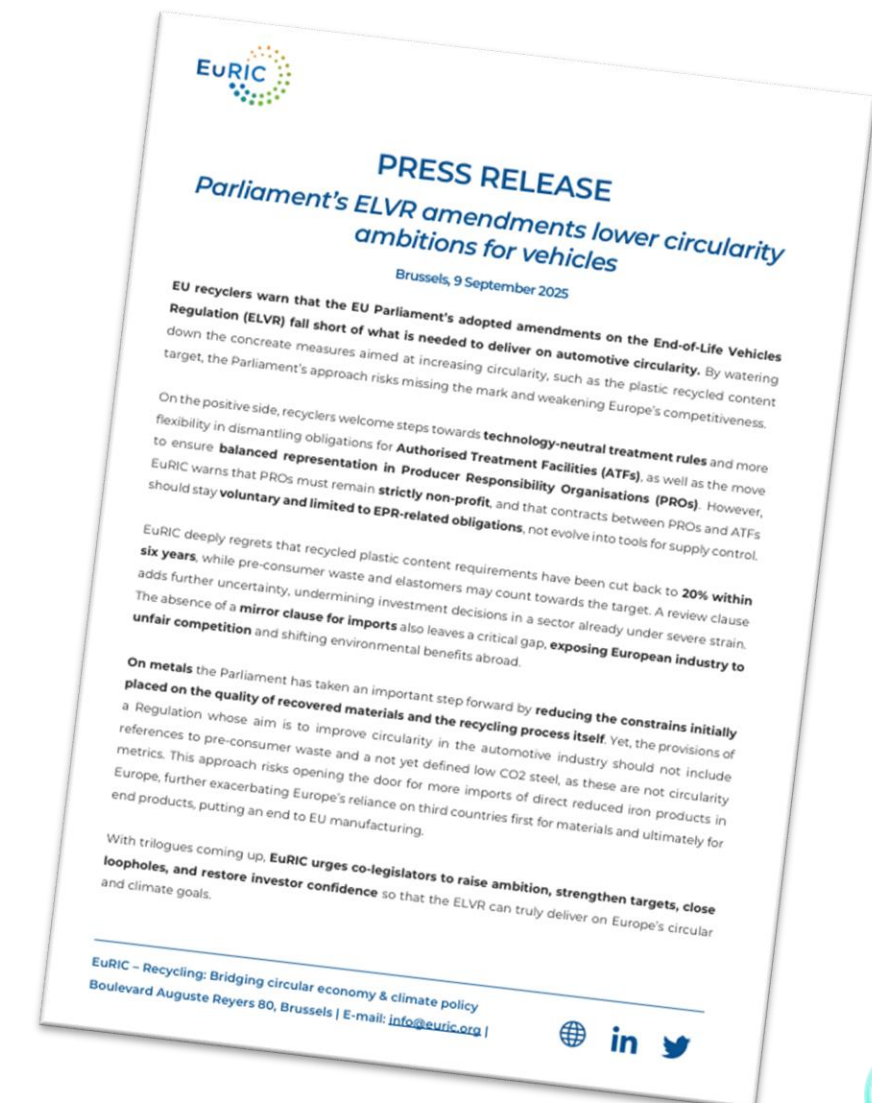 EuRIC
PRESS RELEASE
Parliament's ELVR amendments lower circularity
ambitions for vehicles
Brussels, 9 September 2025
EU recyclers warn that the EU Parliament's adopted amendments on the End-of-Life Vehicles
Regulation (ELVR) fall short of what is needed to deliver on automotive circularity. By watering
down the concreate measures aimed at increasing circularity, such as the plastic recycled content
target, the Parliament's approach risks missing the mark and weakening Europe's competitiveness.
On the positive side, recyclers welcome steps towards technology-neutral treatment rules and more
flexibility in dismantling obligations for Authorised Treatment Facilities (ATFs), as well as the move
to ensure balanced representation in Producer Responsibility Organisations (PROs). However,
EuRIC warns that PROs must remain strictly non-profit, and that contracts between PROs and ATFs
should stay voluntary and limited to EPR-related obligations, not evolve into tools for supply control.
EuRIC deeply regrets that recycled plastic content requirements have been cut back to 20% within
six years, while pre-consumer waste and elastomers may count towards the target. A review clause
adds further uncertainty, undermining investment decisions in a sector already under severe strain.
The absence of a mirror clause for imports also leaves a critical gap, exposing European industry to
unfair competition and shifting environmental benefits abroad.
On metals the Parliament has taken an important step forward by reducing the constrains initially
placed on the quality of recovered materials and the recycling process itself. Yet, the provisions of
a Regulation whose aim is to improve circularity in the automotive industry should not include
references to pre-consumer waste and a not yet defined low CO2 steel, as these are not circularity
metrics. This approach risks opening the door for more imports of direct reduced iron products in
Europe, further exacerbating Europe's reliance on third countries first for materials and ultimately for
end products, putting an end to EU manufacturing.
With trilogues coming up, EuRIC urges co-legislators to raise ambition, strengthen targets, close
loopholes, and restore investor confidence so that the ELVR can truly deliver on Europe's circular
and climate goals.
EuRIC – Recycling: Bridging circular economy & climate policy
Boulevard Auguste Reyers 80, Brussels | E-mail: info@euric.org |
in